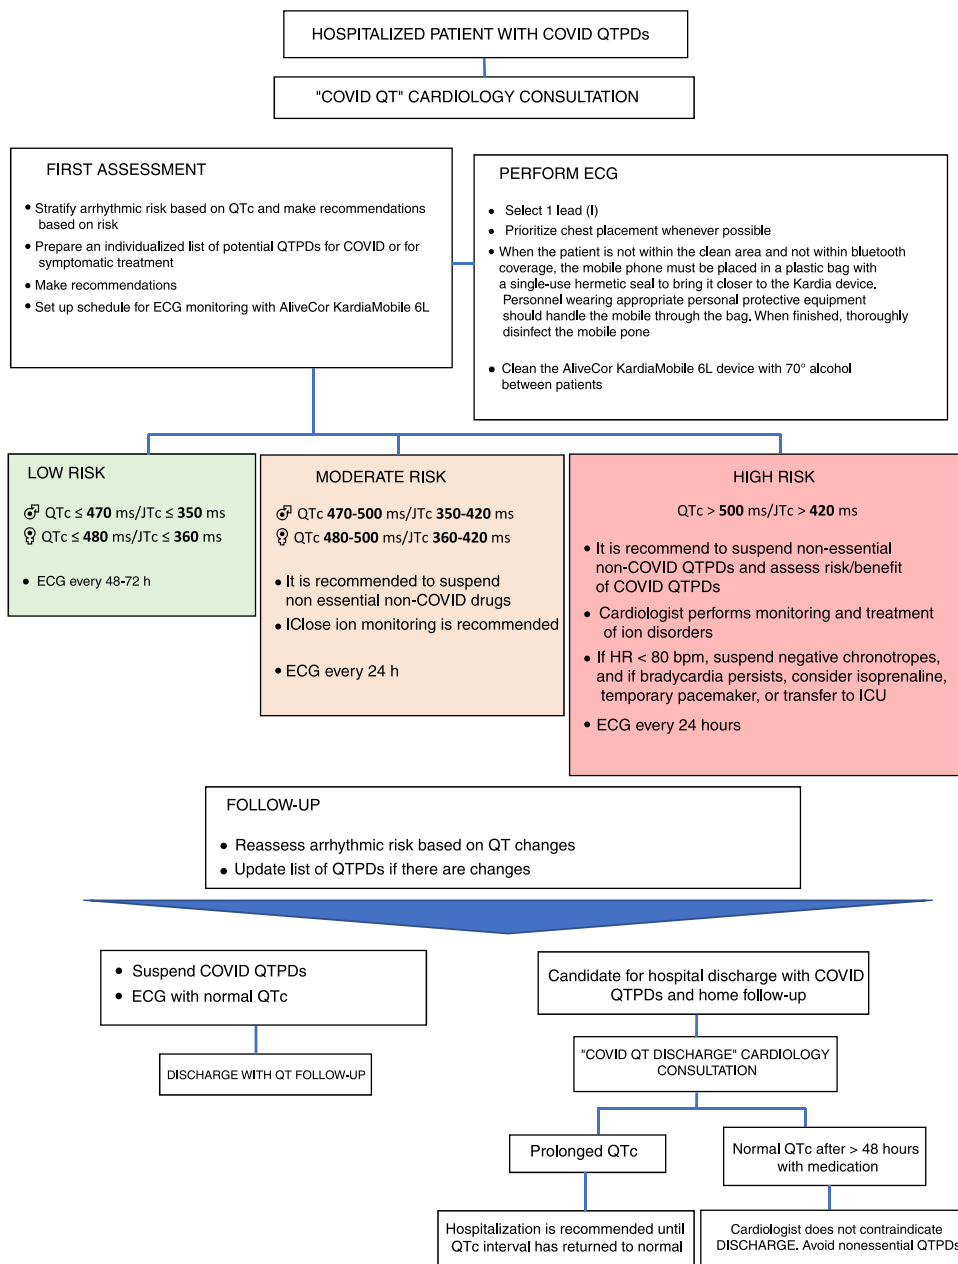 HOSPITALIZED PATIENT WITH COVID QTPDs
"COVID QT" CARDIOLOGY CONSULTATION
FIRST ASSESSMENT
• Stratify arrhythmic risk based on QTc and make recommendations
based on risk
• Prepare an individualized list of potential QTPDs for COVID or for
symptomatic treatment
• Make recommendations
• Set up schedule for ECG monitoring with AliveCor KardiaMobile 6L
PERFORM ECG
• Select 1 lead (I)
• Prioritize chest placement whenever possible
• When the patient is not within the clean area and not within bluetooth
coverage, the mobile phone must be placed in a plastic bag with
a single-use hermetic seal to bring it closer to the Kardia device.
Personnel wearing appropriate personal protective equipment
should handle the mobile through the bag. When finished, thoroughly
disinfect the mobile pone
• Clean the AliveCor KardiaMobile 6L device with 70° alcohol
between patients
LOW RISK
QTc ≤ 470 ms/JTc ≤ 350 ms
QTc ≤ 480 ms/JTc ≤ 360 ms
• ECG every 48-72 h
MODERATE RISK
QTc 470-500 ms/JTc 350-420 ms
QTc 480-500 ms/JTc 360-420 ms
• It is recommended to suspend
non essential non-COVID drugs
• IClose ion monitoring is recommended
• ECG every 24 h
HIGH RISK
QTc > 500 ms/JTc > 420 ms
• It is recommend to suspend non-essential
non-COVID QTPDs and assess risk/benefit
of COVID QTPDs
• Cardiologist performs monitoring and treatment
of ion disorders
• If HR < 80 bpm, suspend negative chronotropes,
and if bradycardia persists, consider isoprenaline,
temporary pacemaker, or transfer to ICU
• ECG every 24 hours
FOLLOW-UP
• Reassess arrhythmic risk based on QT changes
• Update list of QTPDs if there are changes
• Suspend COVID QTPDs
• ECG with normal QTc
DISCHARGE WITH QT FOLLOW-UP
Candidate for hospital discharge with COVID
QTPDs and home follow-up
"COVID QT DISCHARGE" CARDIOLOGY
CONSULTATION
Prolonged QTc
Normal QTc after > 48 hours
with medication
Hospitalization is recommended until
QTc interval has returned to normal
Cardiologist does not contraindicate
DISCHARGE. Avoid nonessential QTPDs